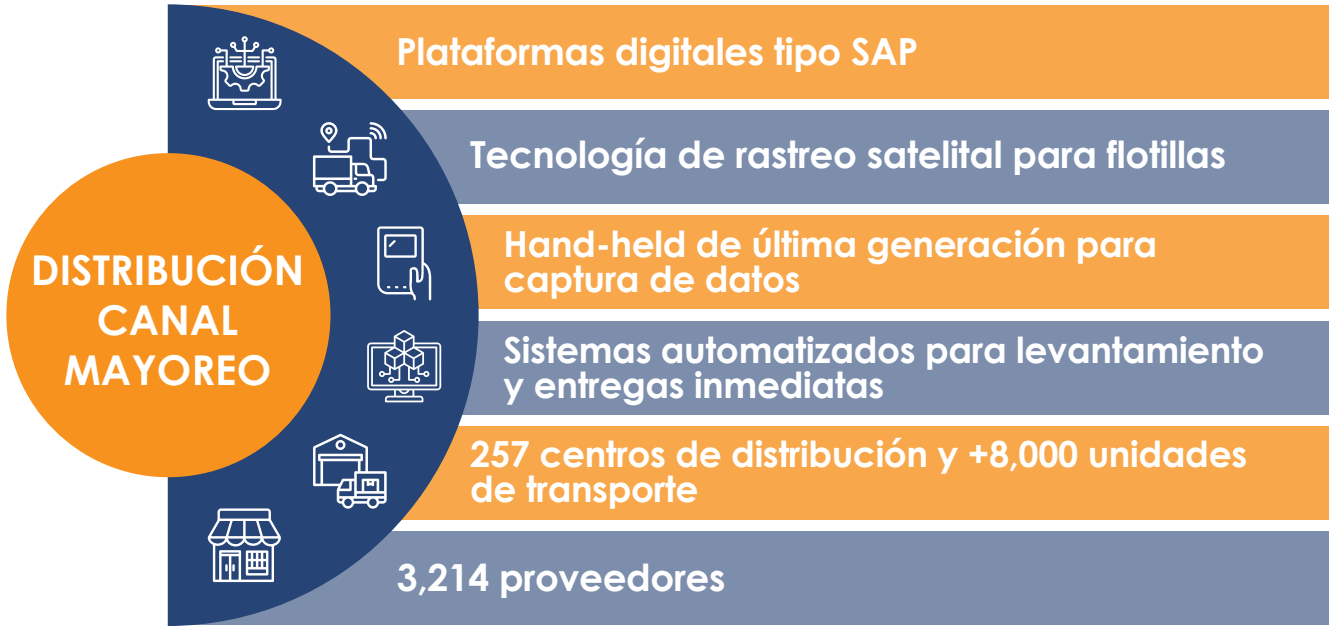 DISTRIBUCIÓN
CANAL
MAYOREO
Plataformas digitales tipo SAP
Tecnología de rastreo satelital para flotillas
Hand-held de última generación para
captura de datos
Sistemas automatizados para levantamiento
y entregas inmediatas
257 centros de distribución y +8,000 unidades
de transporte
3,214 proveedores